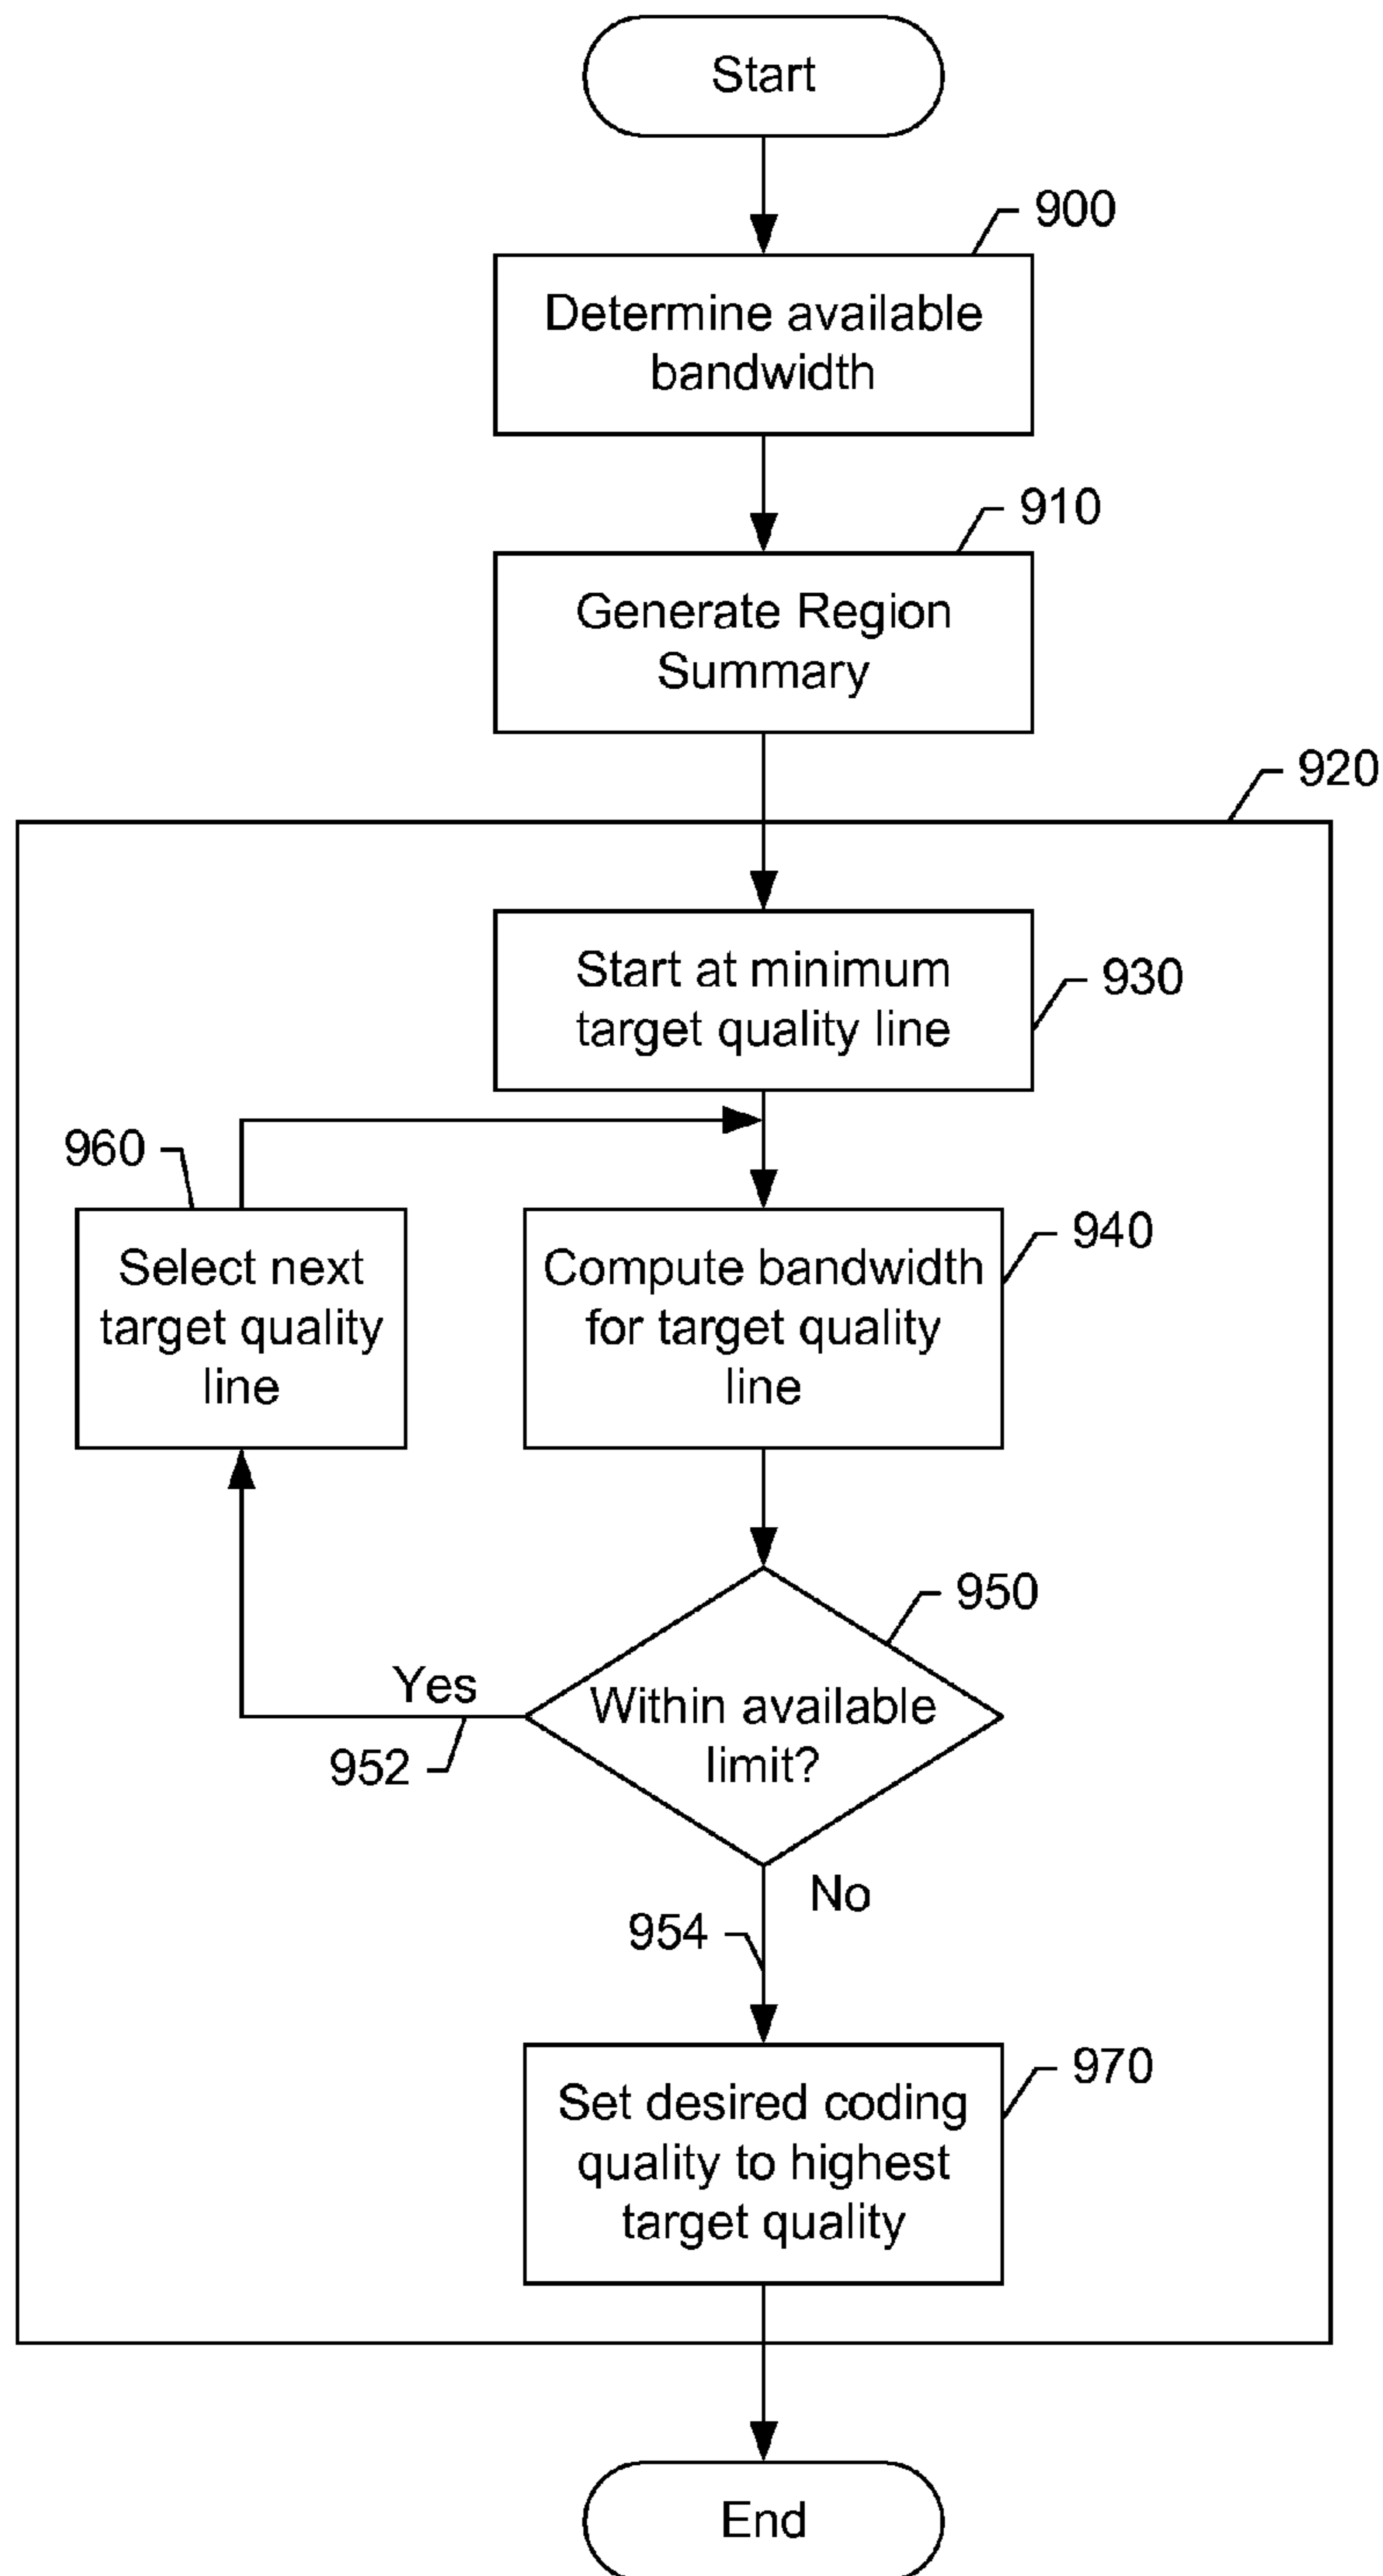 Start
900
Determine available
bandwidth
910
Generate Region
Summary
920
Start at minimum
target quality line
930
960
Select next
target quality
line
Compute bandwidth
for target quality
line
940
950
Within available
limit?
Yes
952
No
954
Set desired coding
quality to highest
target quality
970
End